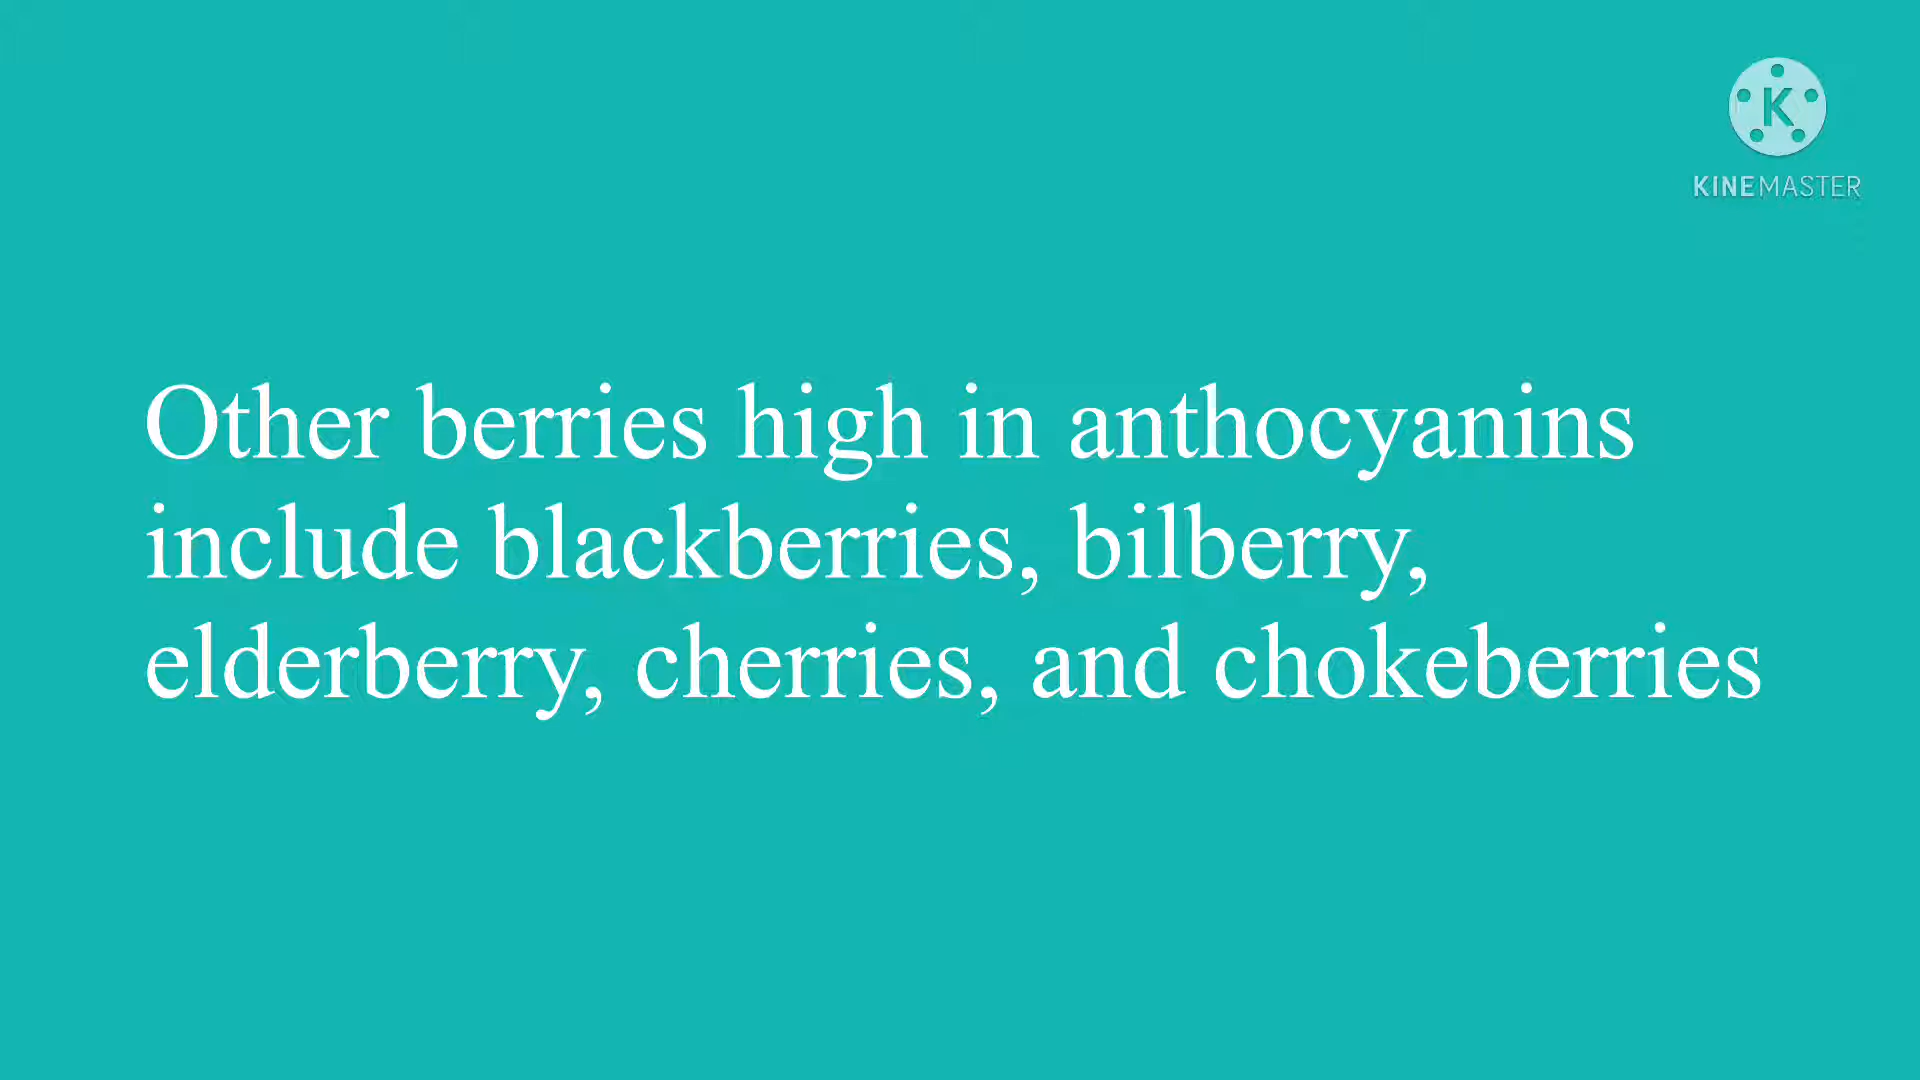 K
KINEMASTER
Other berries high in anthocyanins
include blackberries, bilberry,
elderberry, cherries, and chokeberries